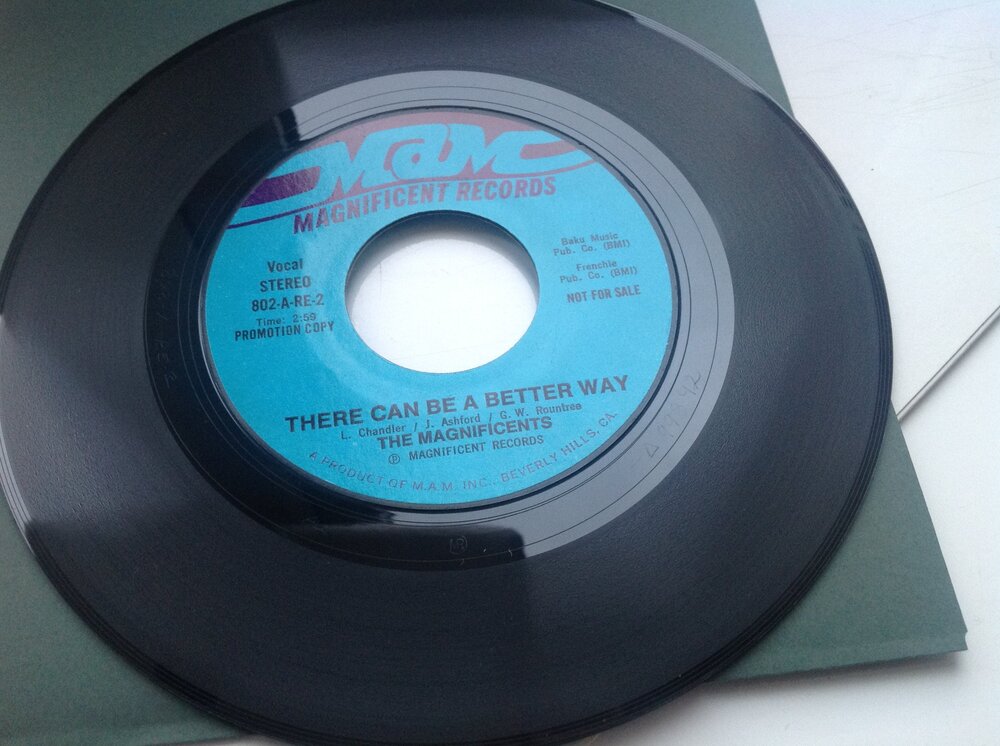 MAM
MAGNIFICENT RECORDS
Vocal
STEREO
802-A-RE-2
Time: 2:59
PROMOTION COPY
Baku Music
Pub. Co. (BMI)
Frenchie
Pub. Co. (BMI)
NOT FOR SALE
THERE CAN BE A BETTER WAY
L. Chandler / J. Ashford / G. W. Rountree
THE MAGNIFICENTS
Ⓟ MAGNIFICENT RECORDS
A PRODUCT OF M.A.M. INC., BEVERLY HILLS, CA.